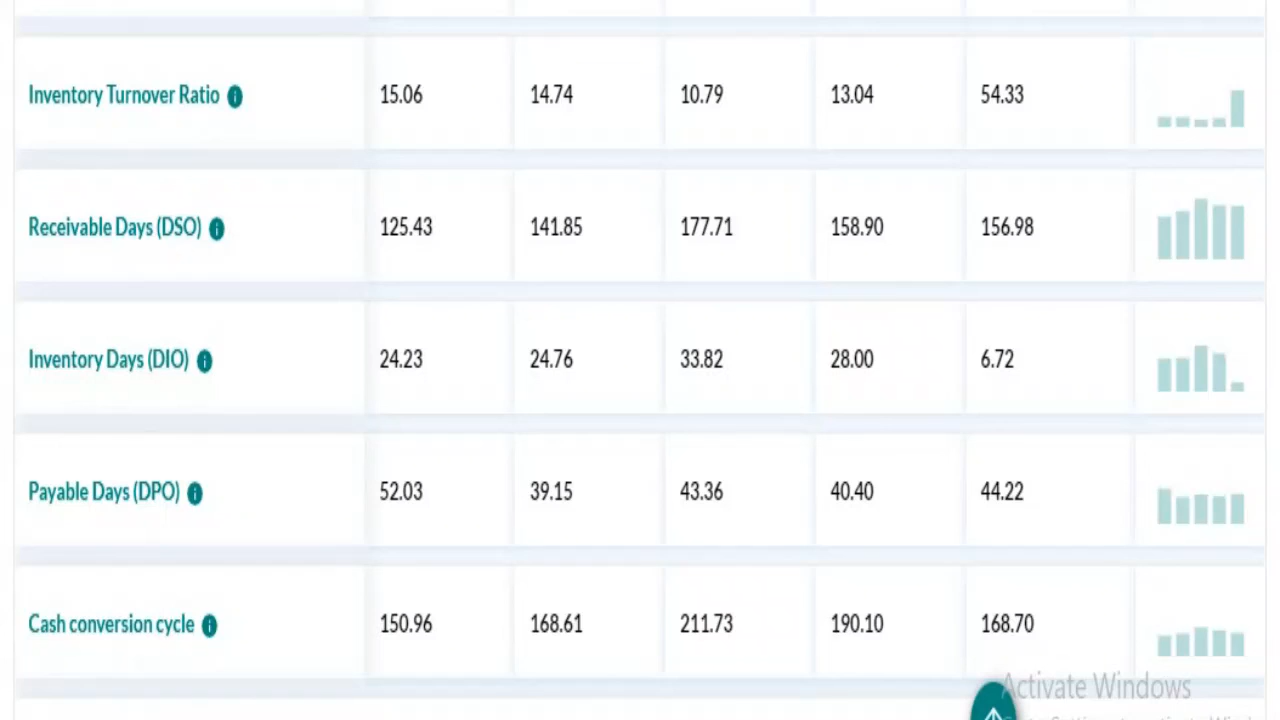 Inventory Turnover Ratio i 15.06 14.74 10.79 13.04 54.33
Receivable Days (DSO) i 125.43 141.85 177.71 158.90 156.98
Inventory Days (DIO) i 24.23 24.76 33.82 28.00 6.72
Payable Days (DPO) i 52.03 39.15 43.36 40.40 44.22
Cash conversion cycle i 150.96 168.61 211.73 190.10 168.70
Activate Windows